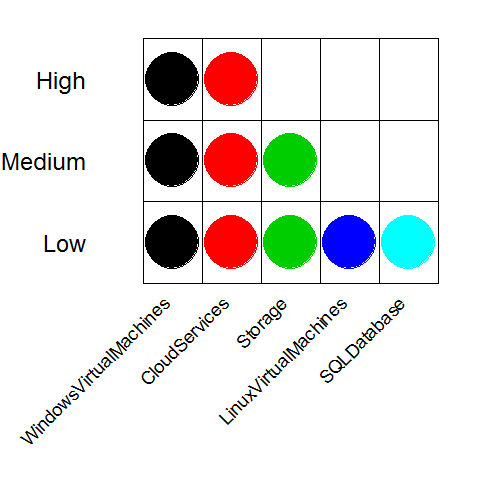 High
Medium
Low
WindowsVirtualMachines
CloudServices
Storage
LinuxVirtualMachines
SQLDatabase